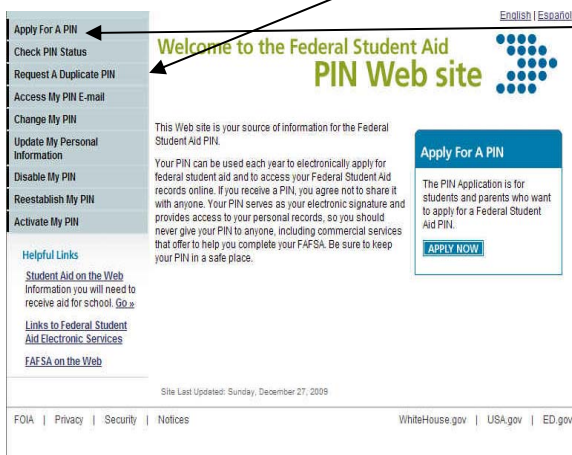 English | Español
Apply For A PIN
Check PIN Status
Request A Duplicate PIN
Access My PIN E-mail
Change My PIN
Update My Personal
Information
Disable My PIN
Reestablish My PIN
Activate My PIN
Helpful Links
Student Aid on the Web
Information you will need to
receive aid for school. Go »
Links to Federal Student
Aid Electronic Services
FAFSA on the Web
Welcome to the Federal Student Aid
PIN Web site
This Web site is your source of information for the Federal
Student Aid PIN.
Your PIN can be used each year to electronically apply for
federal student aid and to access your Federal Student Aid
records online. If you receive a PIN, you agree not to share it
with anyone. Your PIN serves as your electronic signature and
provides access to your personal records, so you should
never give your PIN to anyone, including commercial services
that offer to help you complete your FAFSA. Be sure to keep
your PIN in a safe place.
Apply For A PIN
The PIN Application is for
students and parents who want
to apply for a Federal Student
Aid PIN.
APPLY NOW
Site Last Updated: Sunday, December 27, 2009
FOIA | Privacy | Security | Notices
WhiteHouse.gov | USA.gov | ED.gov